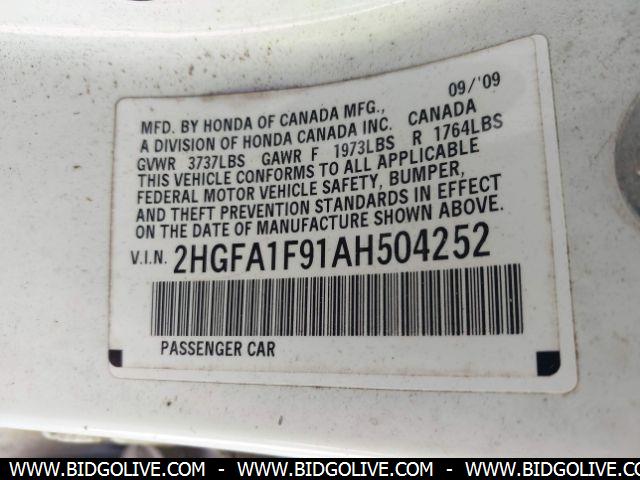 09/'09
MFD. BY HONDA OF CANADA MFG.,
A DIVISION OF HONDA CANADA INC. CANADA
GVWR 3737LBS GAWR F 1973LBS R 1764LBS
THIS VEHICLE CONFORMS TO ALL APPLICABLE
FEDERAL MOTOR VEHICLE SAFETY, BUMPER,
AND THEFT PREVENTION STANDARDS IN EFFECT
ON THE DATE OF MANUFACTURE SHOWN ABOVE.
V.I.N. 2HGFA1F91AH504252
PASSENGER CAR
WWW.BIDGOLIVE.COM - WWW.BIDGOLIVE.COM - WWW.BIDGOLIVE.COM